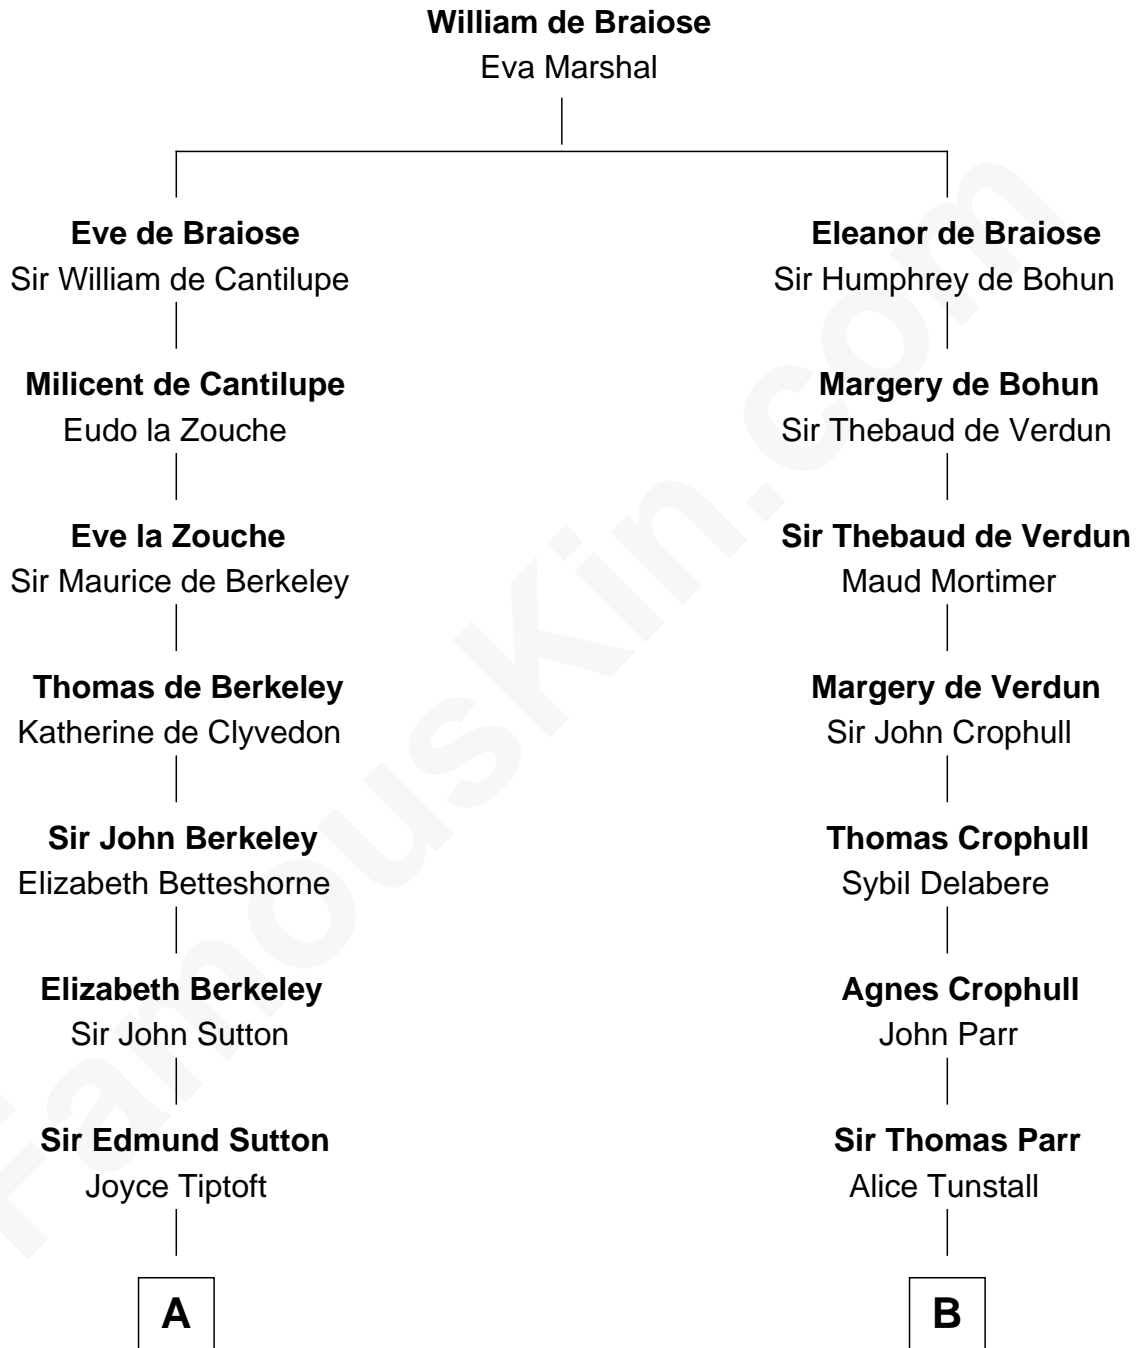 William de Braiose
Eva Marshal
Eve de Braiose
Sir William de Cantilupe
Eleanor de Braiose
Sir Humphrey de Bohun
Milicent de Cantilupe
Eudo la Zouche
Margery de Bohun
Sir Thebaud de Verdun
Eve la Zouche
Sir Maurice de Berkeley
Sir Thebaud de Verdun
Maud Mortimer
Thomas de Berkeley
Katherine de Clyvedon
Margery de Verdun
Sir John Crophull
Sir John Berkeley
Elizabeth Betteshorne
Thomas Crophull
Sybil Delabere
Elizabeth Berkeley
Sir John Sutton
Agnes Crophull
John Parr
Sir Edmund Sutton
Joyce Tiptoft
Sir Thomas Parr
Alice Tunstall
A
B
FamousKin.com